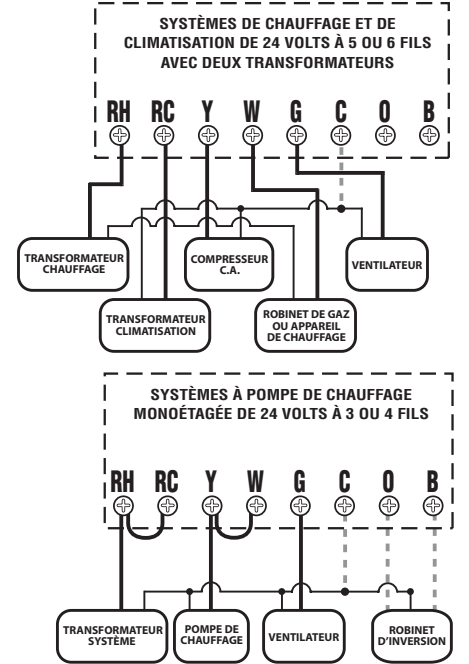 SYSTÈMES DE CHAUFFAGE ET DE
CLIMATISATION DE 24 VOLTS À 5 OU 6 FILS
AVEC DEUX TRANSFORMATEURS
RH RC Y W G C O B
TRANSFORMATEUR
CHAUFFAGE
COMPRESSEUR
C.A.
VENTILATEUR
TRANSFORMATEUR
CLIMATISATION
ROBINET DE GAZ
OU APPAREIL
DE CHAUFFAGE
SYSTÈMES À POMPE DE CHAUFFAGE
MONOÉTAGÉE DE 24 VOLTS À 3 OU 4 FILS
RH RC Y W G C O B
TRANSFORMATEUR
SYSTÈME
POMPE DE
CHAUFFAGE
VENTILATEUR
ROBINET
D'INVERSION